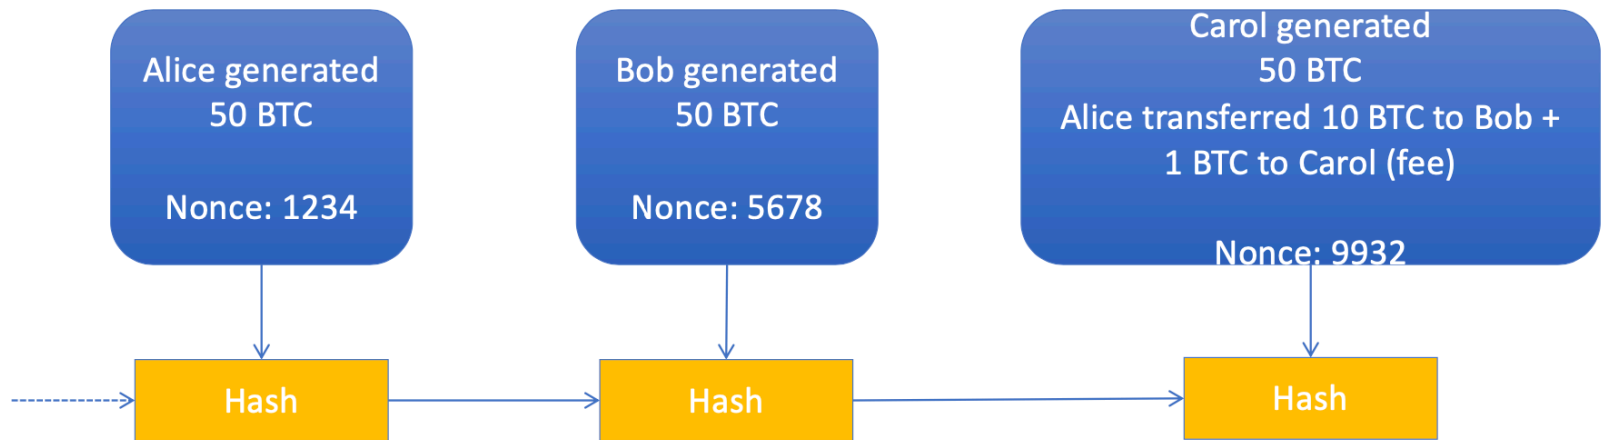 Alice generated
50 BTC
Nonce: 1234
Bob generated
50 BTC
Nonce: 5678
Carol generated
50 BTC
Alice transferred 10 BTC to Bob +
1 BTC to Carol (fee)
Nonce: 9932
Hash
Hash
Hash